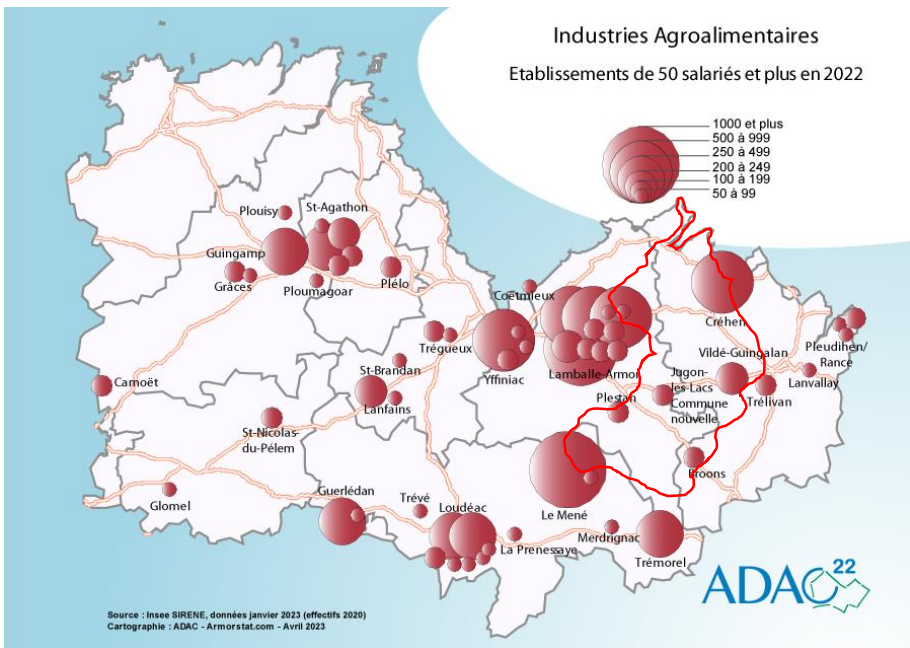 Industries Agroalimentaires
Etablissements de 50 salariés et plus en 2022
1000 et plus
500 à 999
250 à 499
200 à 249
100 à 199
50 à 99
Plouisy
St-Agathon
Guingamp
Grâces
Ploumagoar
Plélo
Coëtmieux
Créhen
Trégueux
Yffiniac
Lamballe-Armor
Vildé-Guingalan
Pleudihen/
Rance
Jugon-
les-Lacs
Commune
nouvelle
Lanvallay
Trélivan
Carnoët
St-Brandan
Lanfains
Plestan
St-Nicolas-
du-Pélem
Broons
Glomel
Guerlédan
Trévé
Loudéac
Le Mené
La Prenessaye
Merdrignac
Trémorel
ADAC22
Source : Insee SIRENE, données janvier 2023 (effectifs 2020)
Cartographie : ADAC - Armorstat.com - Avril 2023